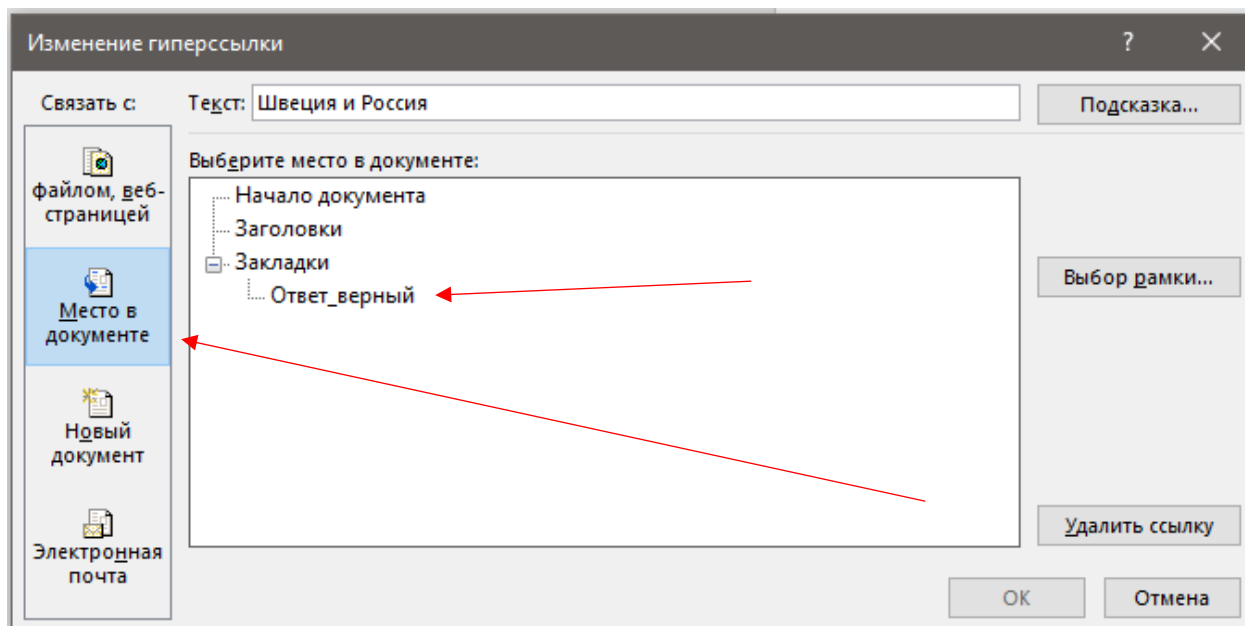 Изменение гиперссылки
?
Связать с:
Текст: Швеция и Россия
Подсказка...
Выберите место в документе:
файлом, веб-
страницей
Начало документа
Заголовки
Закладки
Ответ_верный
Выбор рамки...
Место в
документе
Новый
документ
Удалить ссылку
Электронная
почта
ОК
Отмена